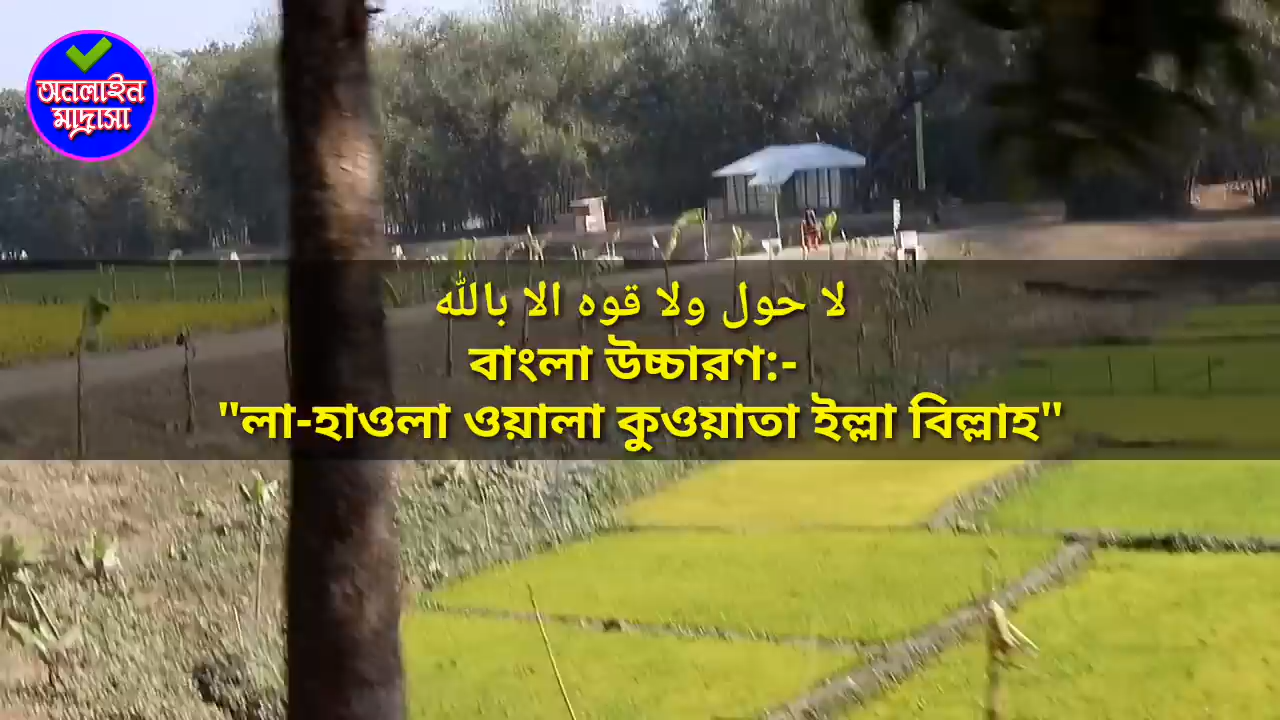 অনলাইন
মাদ্রাসা
لا حول ولا قوه الا بالله
বাংলা উচ্চারণ:-
"লা-হাওলা ওয়ালা কুওয়াতা ইল্লা বিল্লাহ"